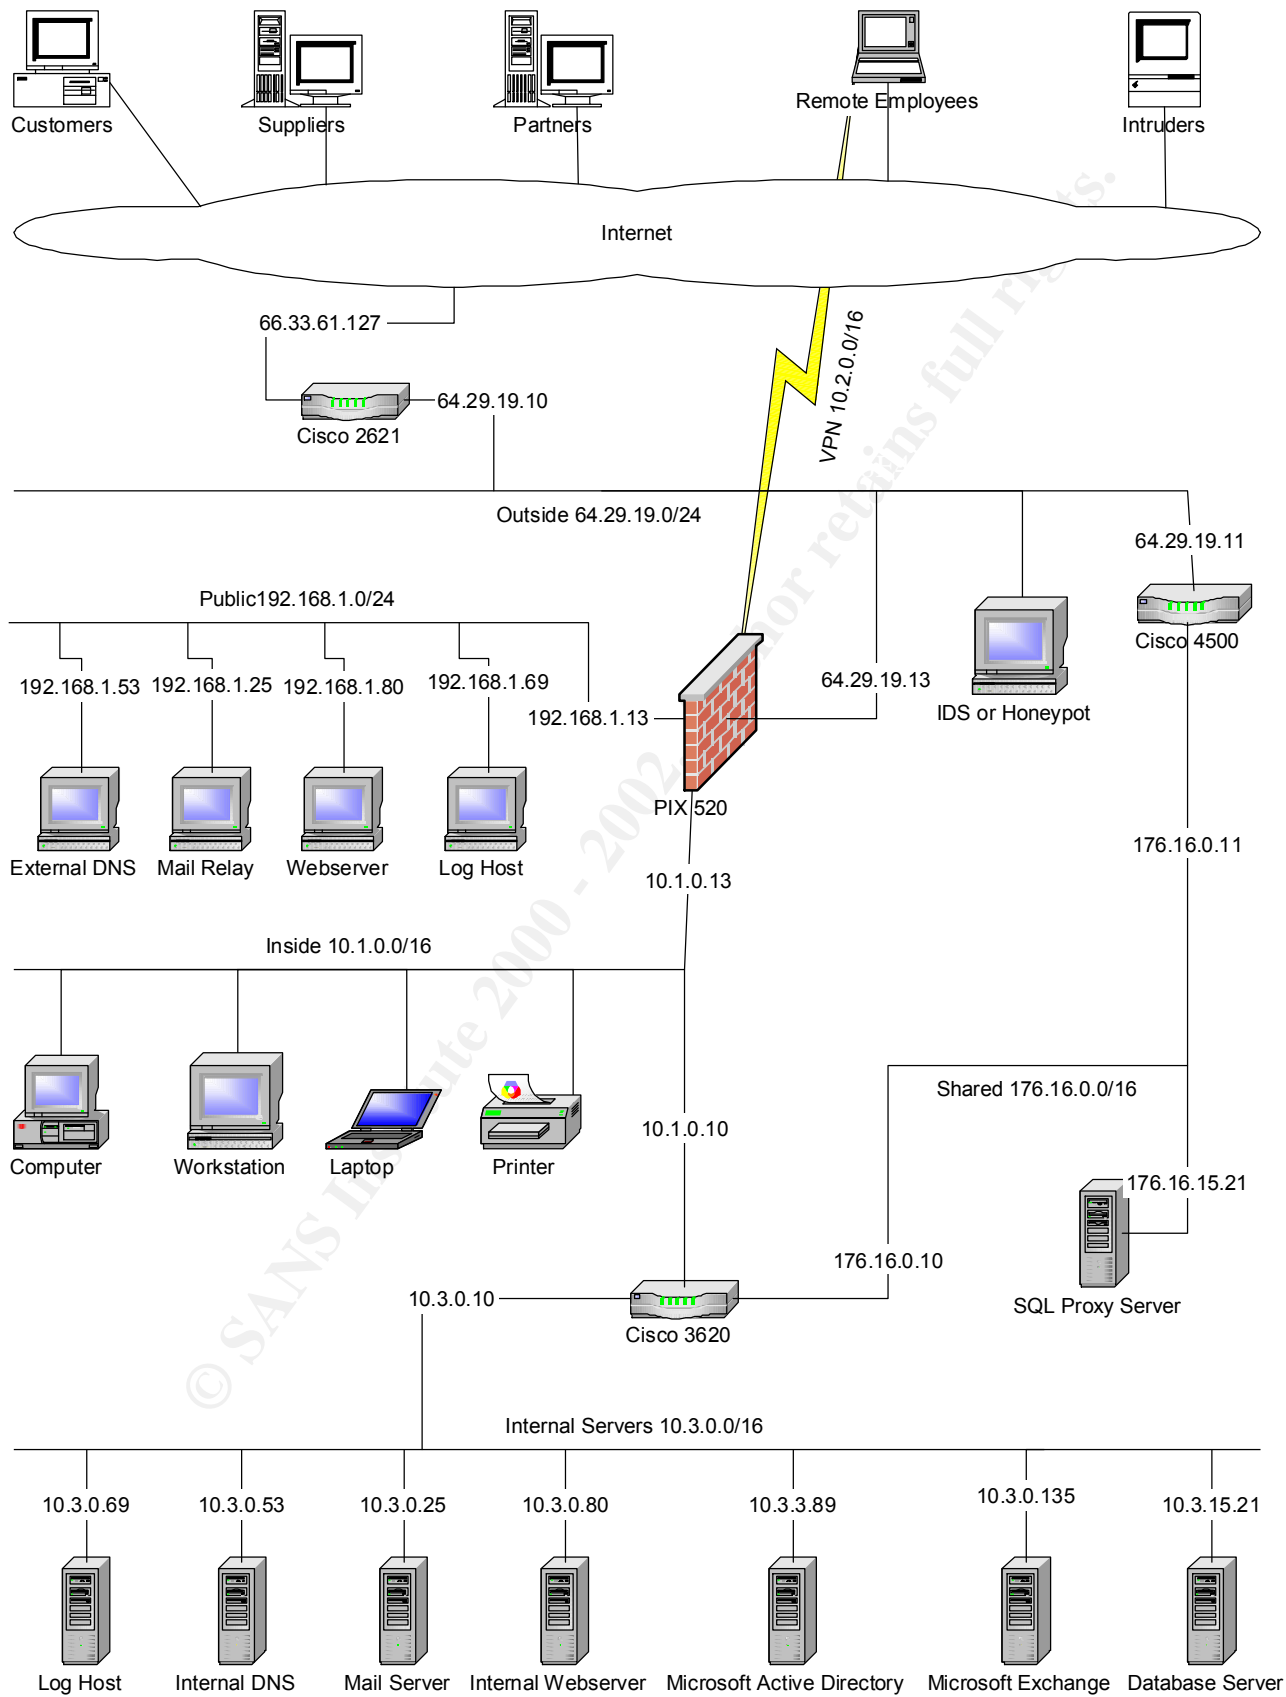 Customers
Suppliers
Partners
Remote Employees
Intruders
Internet
66.33.61.127
VPN 10.2.0.0/16
Cisco 2621
64.29.19.10
Outside 64.29.19.0/24
64.29.19.11
Cisco 4500
Public192.168.1.0/24
192.168.1.53
192.168.1.25
192.168.1.80
192.168.1.69
192.168.1.13
64.29.19.13
IDS or Honeypot
PIX 520
External DNS
Mail Relay
Webserver
Log Host
10.1.0.13
176.16.0.11
Inside 10.1.0.0/16
Computer
Workstation
Laptop
Printer
10.1.0.10
Shared 176.16.0.0/16
176.16.15.21
SQL Proxy Server
176.16.0.10
10.3.0.10
Cisco 3620
Internal Servers 10.3.0.0/16
10.3.0.69
10.3.0.53
10.3.0.25
10.3.0.80
10.3.3.89
10.3.0.135
10.3.15.21
Log Host
Internal DNS
Mail Server
Internal Webserver
Microsoft Active Directory
Microsoft Exchange
Database Server
© SANS Institute 2000 - 2002, Author retains full rights.